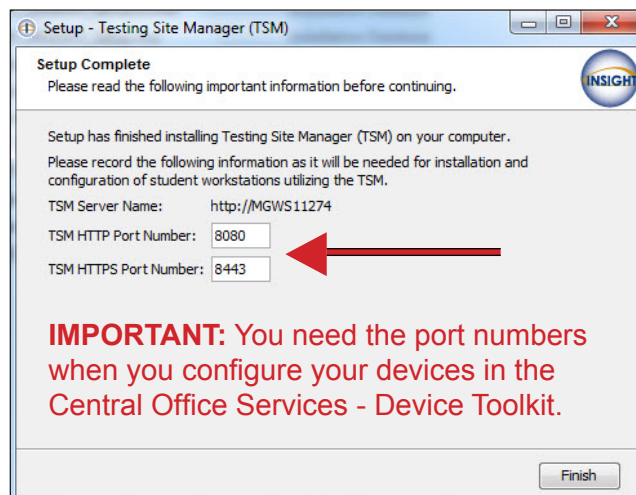 Setup - Testing Site Manager (TSM)
Setup Complete
Please read the following important information before continuing.
INSIGHT
Setup has finished installing Testing Site Manager (TSM) on your computer.
Please record the following information as it will be needed for installation and
configuration of student workstations utilizing the TSM.
TSM Server Name: http://MGWS11274
TSM HTTP Port Number: 8080
TSM HTTPS Port Number: 8443
IMPORTANT: You need the port numbers
when you configure your devices in the
Central Office Services - Device Toolkit.
Finish